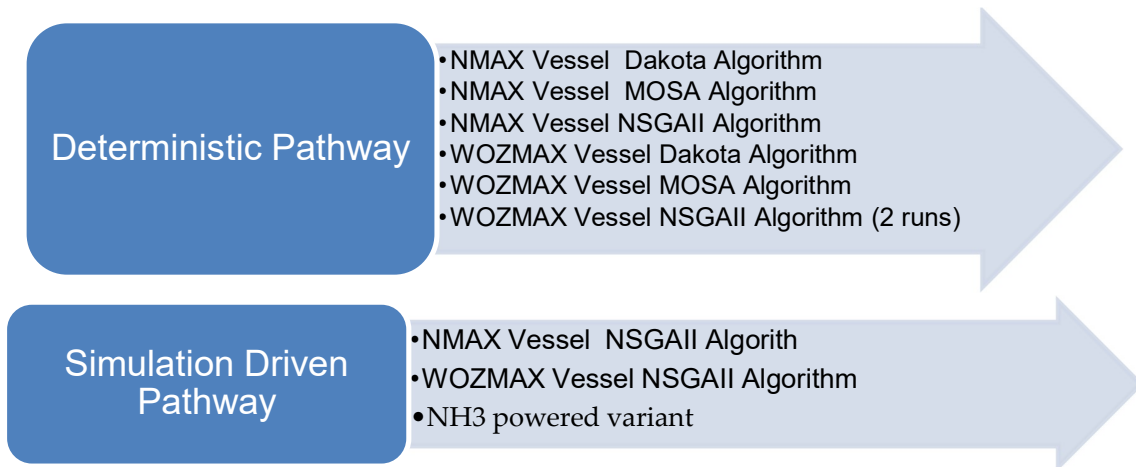 Deterministic Pathway
•NMAX Vessel  Dakota Algorithm
•NMAX Vessel  MOSA Algorithm
•NMAX Vessel NSGAII Algorithm
•WOZMAX Vessel Dakota Algorithm
•WOZMAX Vessel MOSA Algorithm
•WOZMAX Vessel NSGAII Algorithm (2 runs)
Simulation Driven
Pathway
•NMAX Vessel  NSGAII Algorith
•WOZMAX Vessel NSGAII Algorithm
•NH3 powered variant